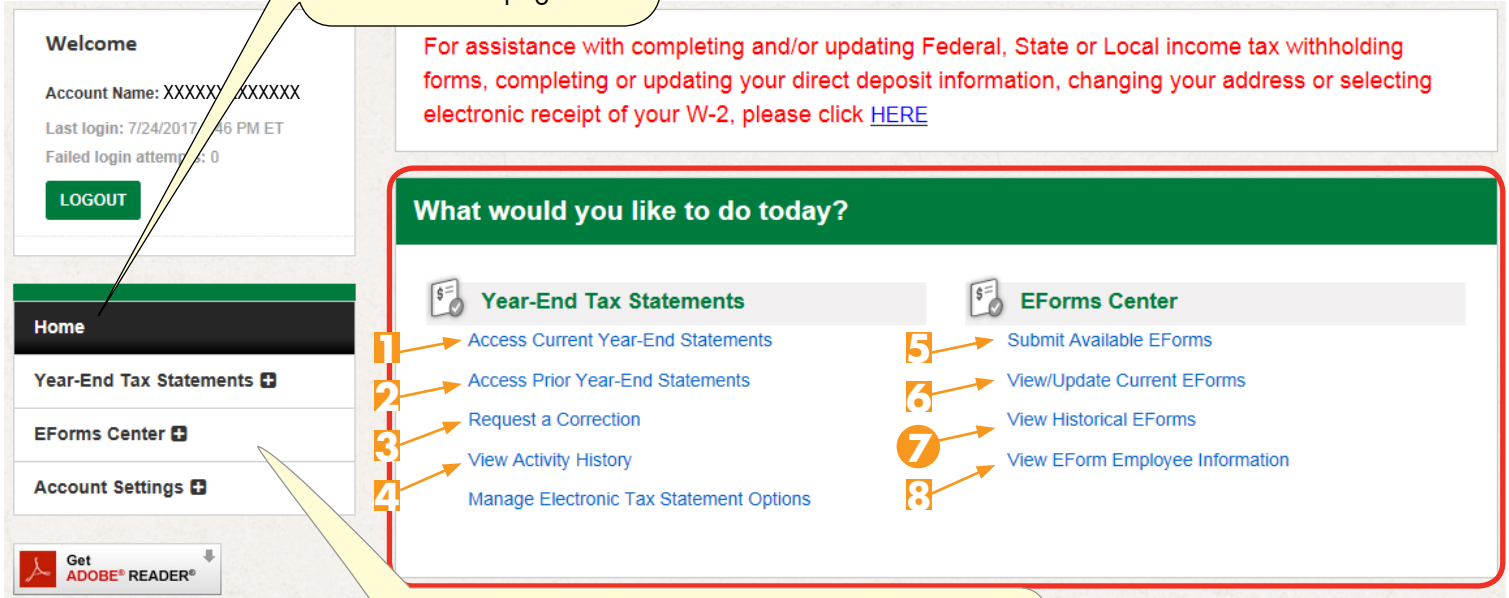 Welcome
Account Name: XXXXXXXXXXXXX
Last login: 7/24/2017 46 PM ET
Failed login attempts: 0
LOGOUT
For assistance with completing and/or updating Federal, State or Local income tax withholding
forms, completing or updating your direct deposit information, changing your address or selecting
electronic receipt of your W-2, please click HERE
Home
Year-End Tax Statements
EForms Center
Account Settings
Get
ADOBE® READER®
What would you like to do today?
Year-End Tax Statements
1 Access Current Year-End Statements
2 Access Prior Year-End Statements
3 Request a Correction
4 View Activity History
Manage Electronic Tax Statement Options
EForms Center
5 Submit Available EForms
6 View/Update Current EForms
7 View Historical EForms
8 View EForm Employee Information